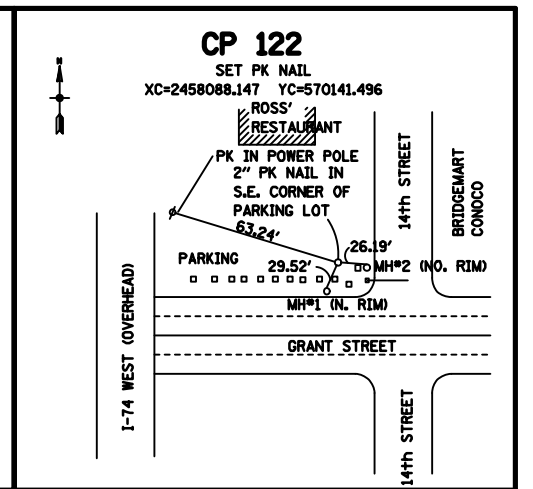 N
CP 122
SET PK NAIL
XC=2458088.147 YC=570141.496
ROSS'
RESTAURANT
PK IN POWER POLE
2" PK NAIL IN
S.E. CORNER OF
PARKING LOT
14th STREET
BRIDGEMART
CONOCO
63.24'
26.19'
PARKING
29.52'
MH#2 (NO. RIM)
MH#1 (N. RIM)
I-74 WEST (OVERHEAD)
GRANT STREET
14th STREET